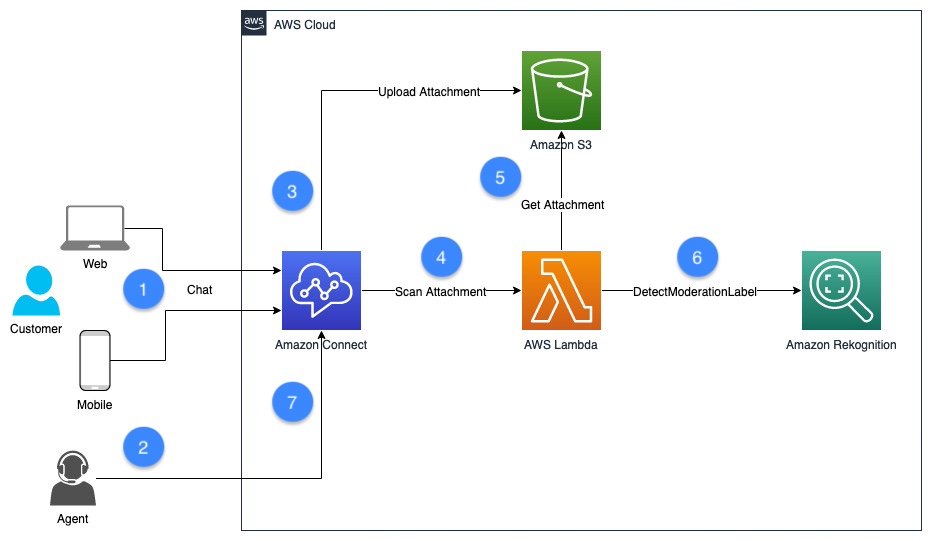 aws
AWS Cloud
Upload Attachment
Amazon S3
3
5
Get Attachment
Web
4
6
1
Chat
Scan Attachment
DetectModerationLabel
Customer
Amazon Connect
AWS Lambda
Amazon Rekognition
Mobile
7
2
Agent